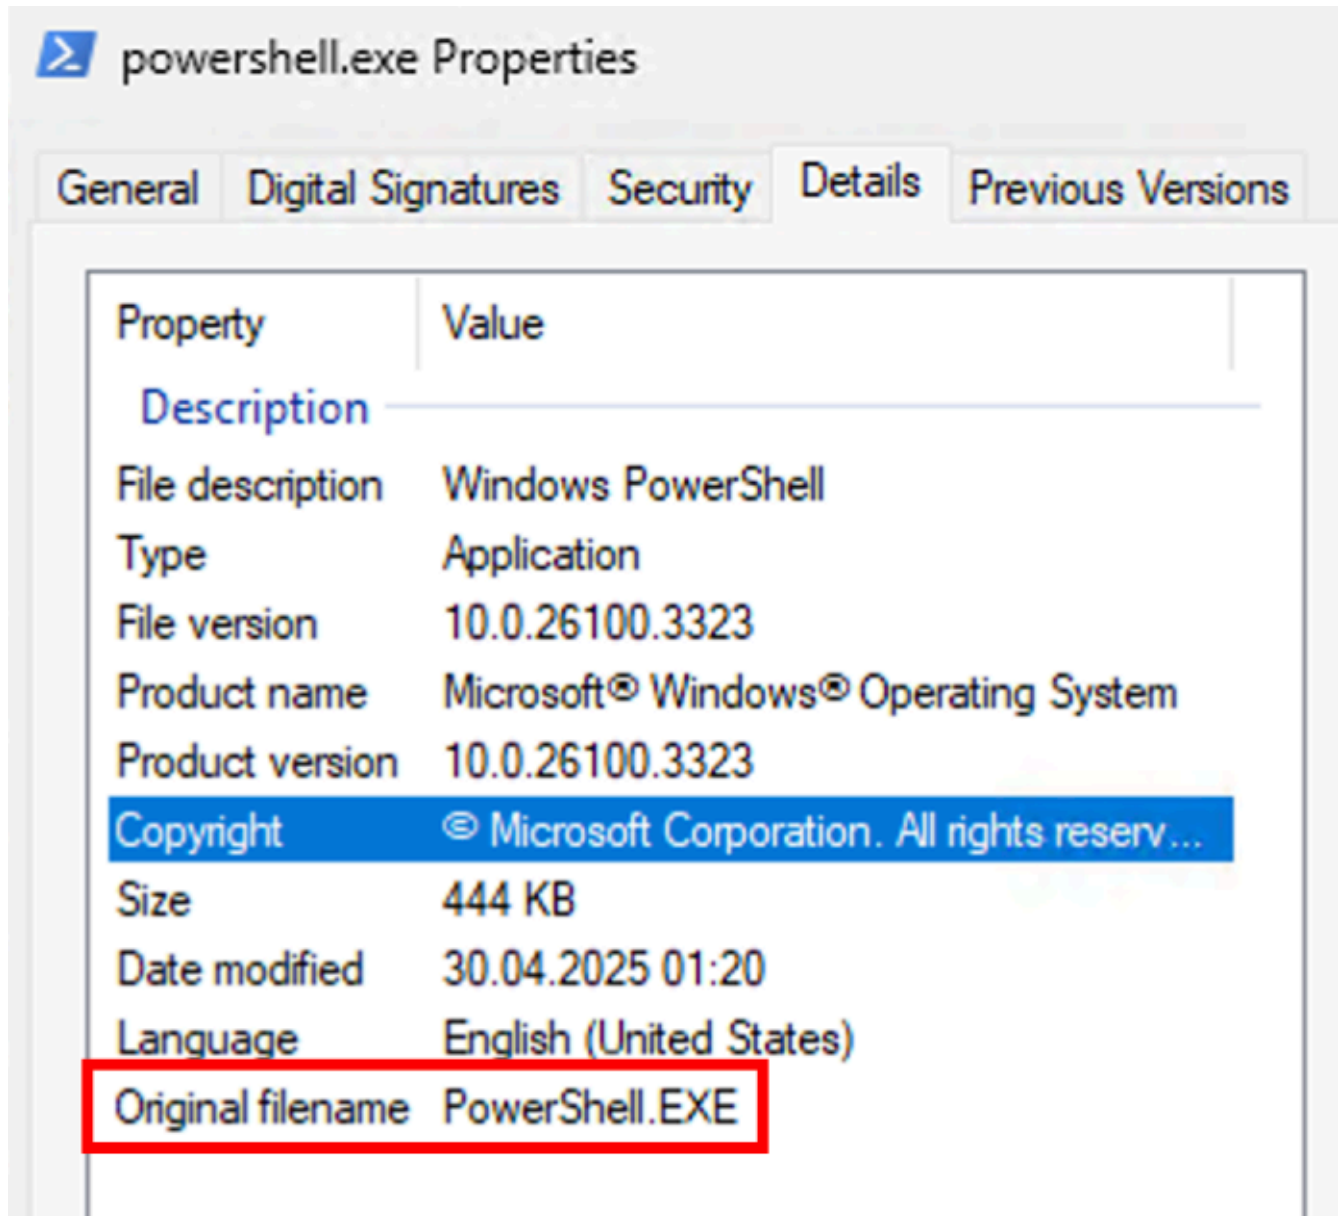 powershell.exe Properties
General Digital Signatures Security Details Previous Versions
Property Value
Description
File description Windows PowerShell
Type Application
File version 10.0.26100.3323
Product name Microsoft® Windows® Operating System
Product version 10.0.26100.3323
Copyright © Microsoft Corporation. All rights reserv...
Size 444 KB
Date modified 30.04.2025 01:20
Language English (United States)
Original filename PowerShell.EXE